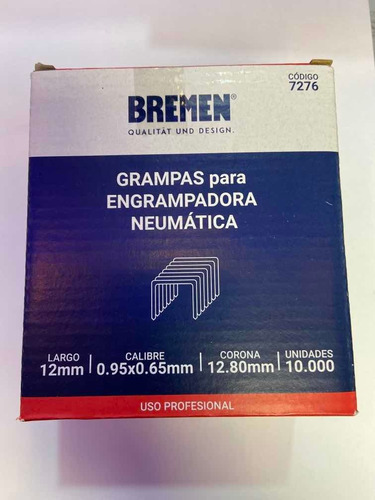 CÓDIGO
7276
BREMEN®
QUALITÄT UND DESIGN.
GRAMPAS para
ENGRAMPADORA
NEUMÁTICA
LARGO
12mm
CALIBRE
0.95x0.65mm
CORONA
12.80mm
UNIDADES
10.000
USO PROFESIONAL